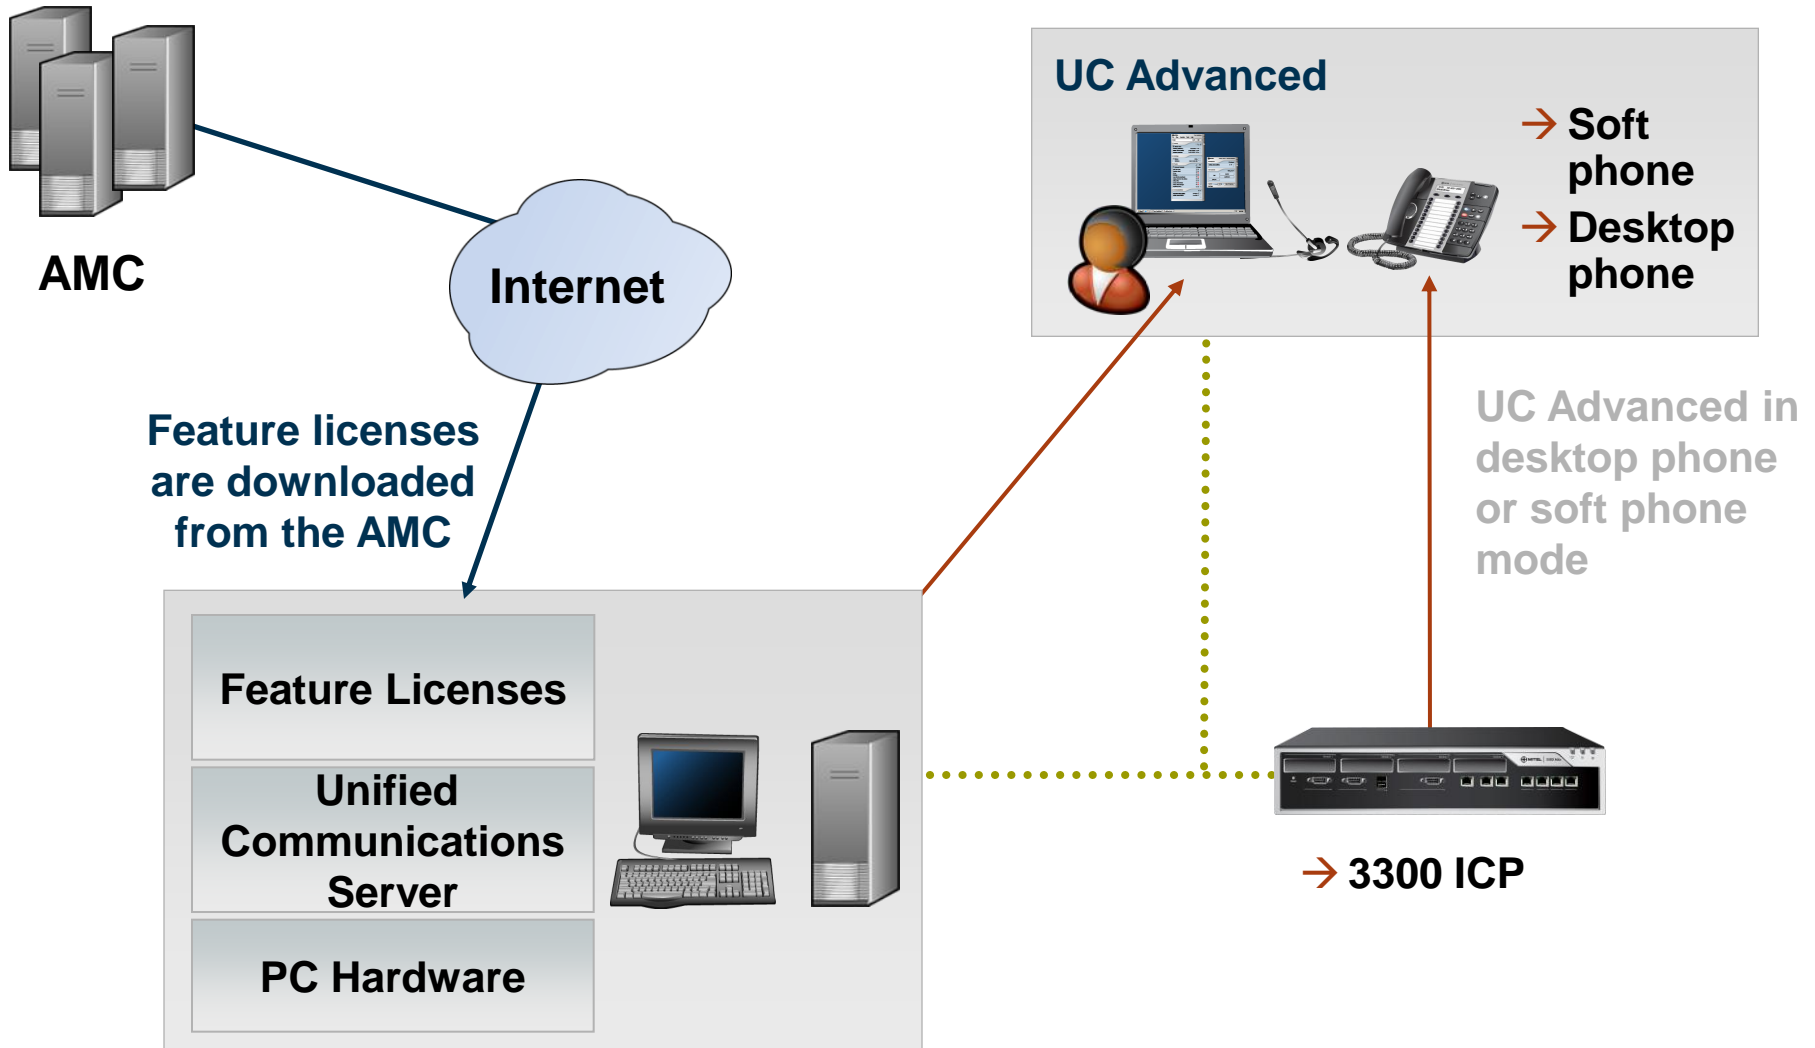 UC Advanced
→ Soft
phone
→ Desktop
phone
AMC
Internet
Feature licenses
are downloaded
from the AMC
UC Advanced in
desktop phone
or soft phone
mode
Feature Licenses
Unified
Communications
Server
PC Hardware
MITEL
→ 3300 ICP